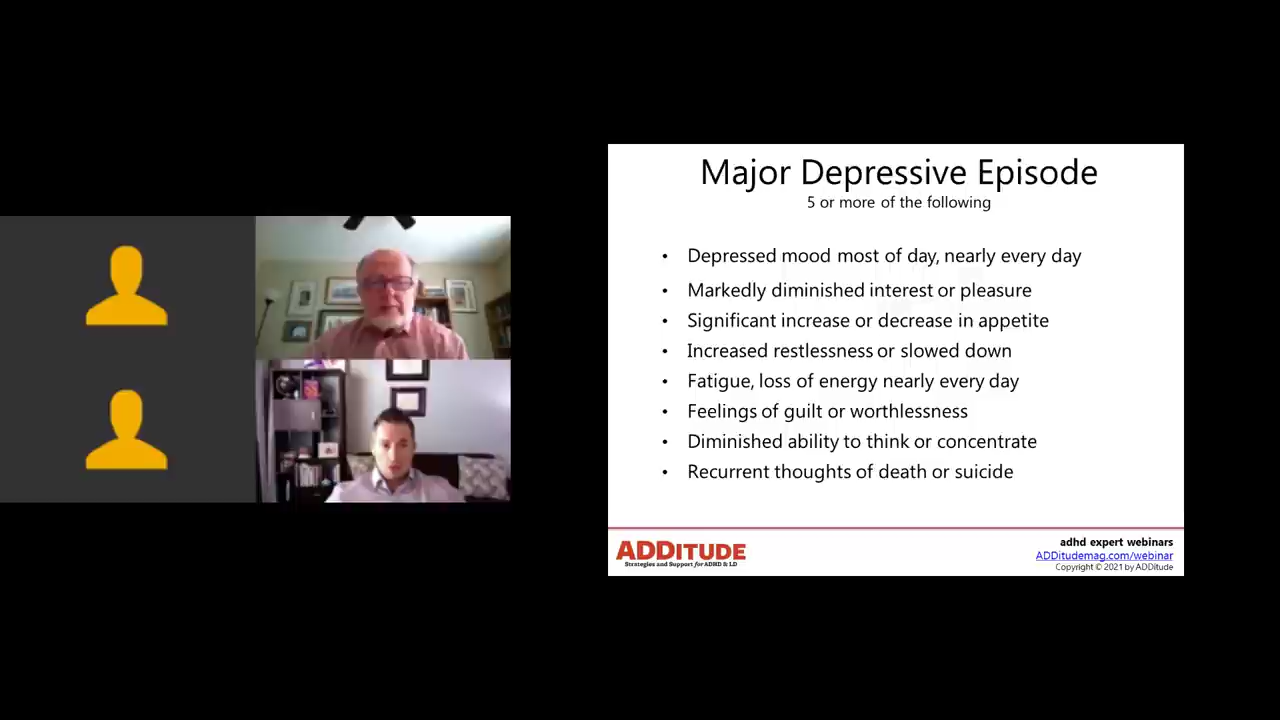 Major Depressive Episode
5 or more of the following
• Depressed mood most of day, nearly every day
• Markedly diminished interest or pleasure
• Significant increase or decrease in appetite
• Increased restlessness or slowed down
• Fatigue, loss of energy nearly every day
• Feelings of guilt or worthlessness
• Diminished ability to think or concentrate
• Recurrent thoughts of death or suicide
ADDITUDE
Strategies and Support for ADHD & LD
adhd expert webinars
ADDitudemag.com/webinar
Copyright © 2021 by ADDitude